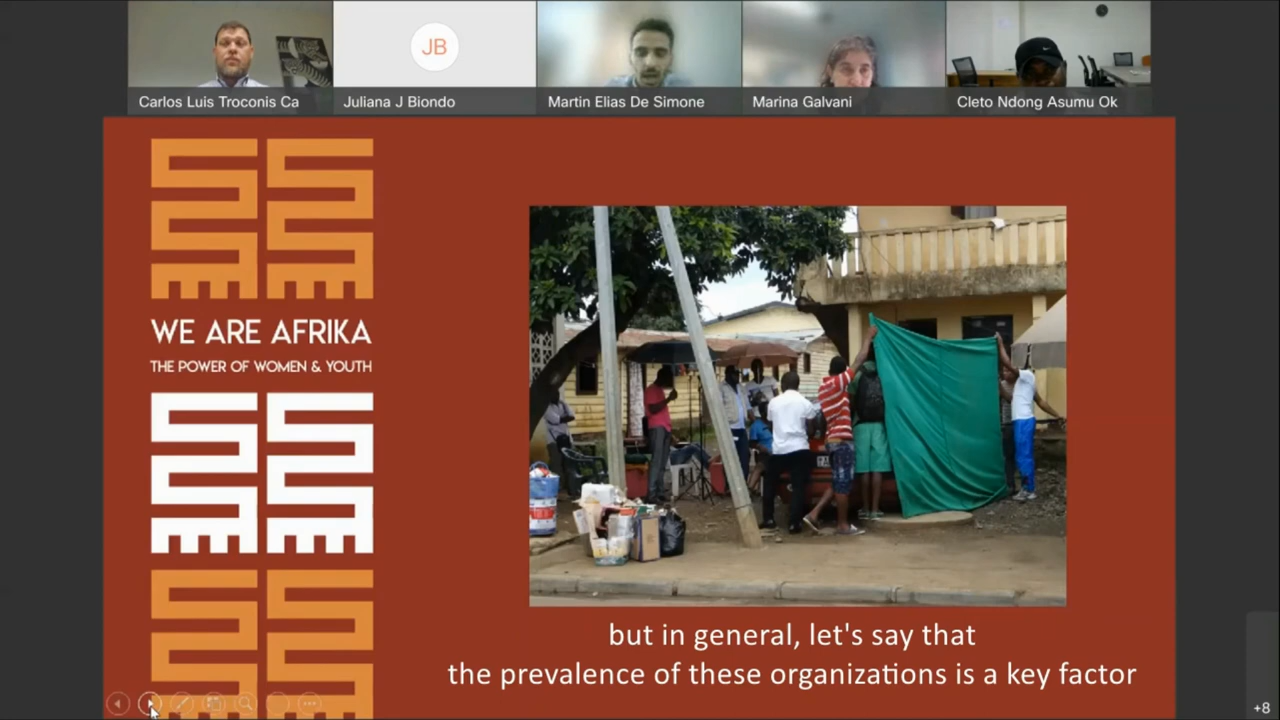 JB
Carlos Luis Troconis Ca
Juliana J Biondo
Martin Elias De Simone
Marina Galvani
Cleto Ndong Asumu Ok
WE ARE AFRIKA
THE POWER OF WOMEN & YOUTH
but in general, let's say that
the prevalence of these organizations is a key factor
+8